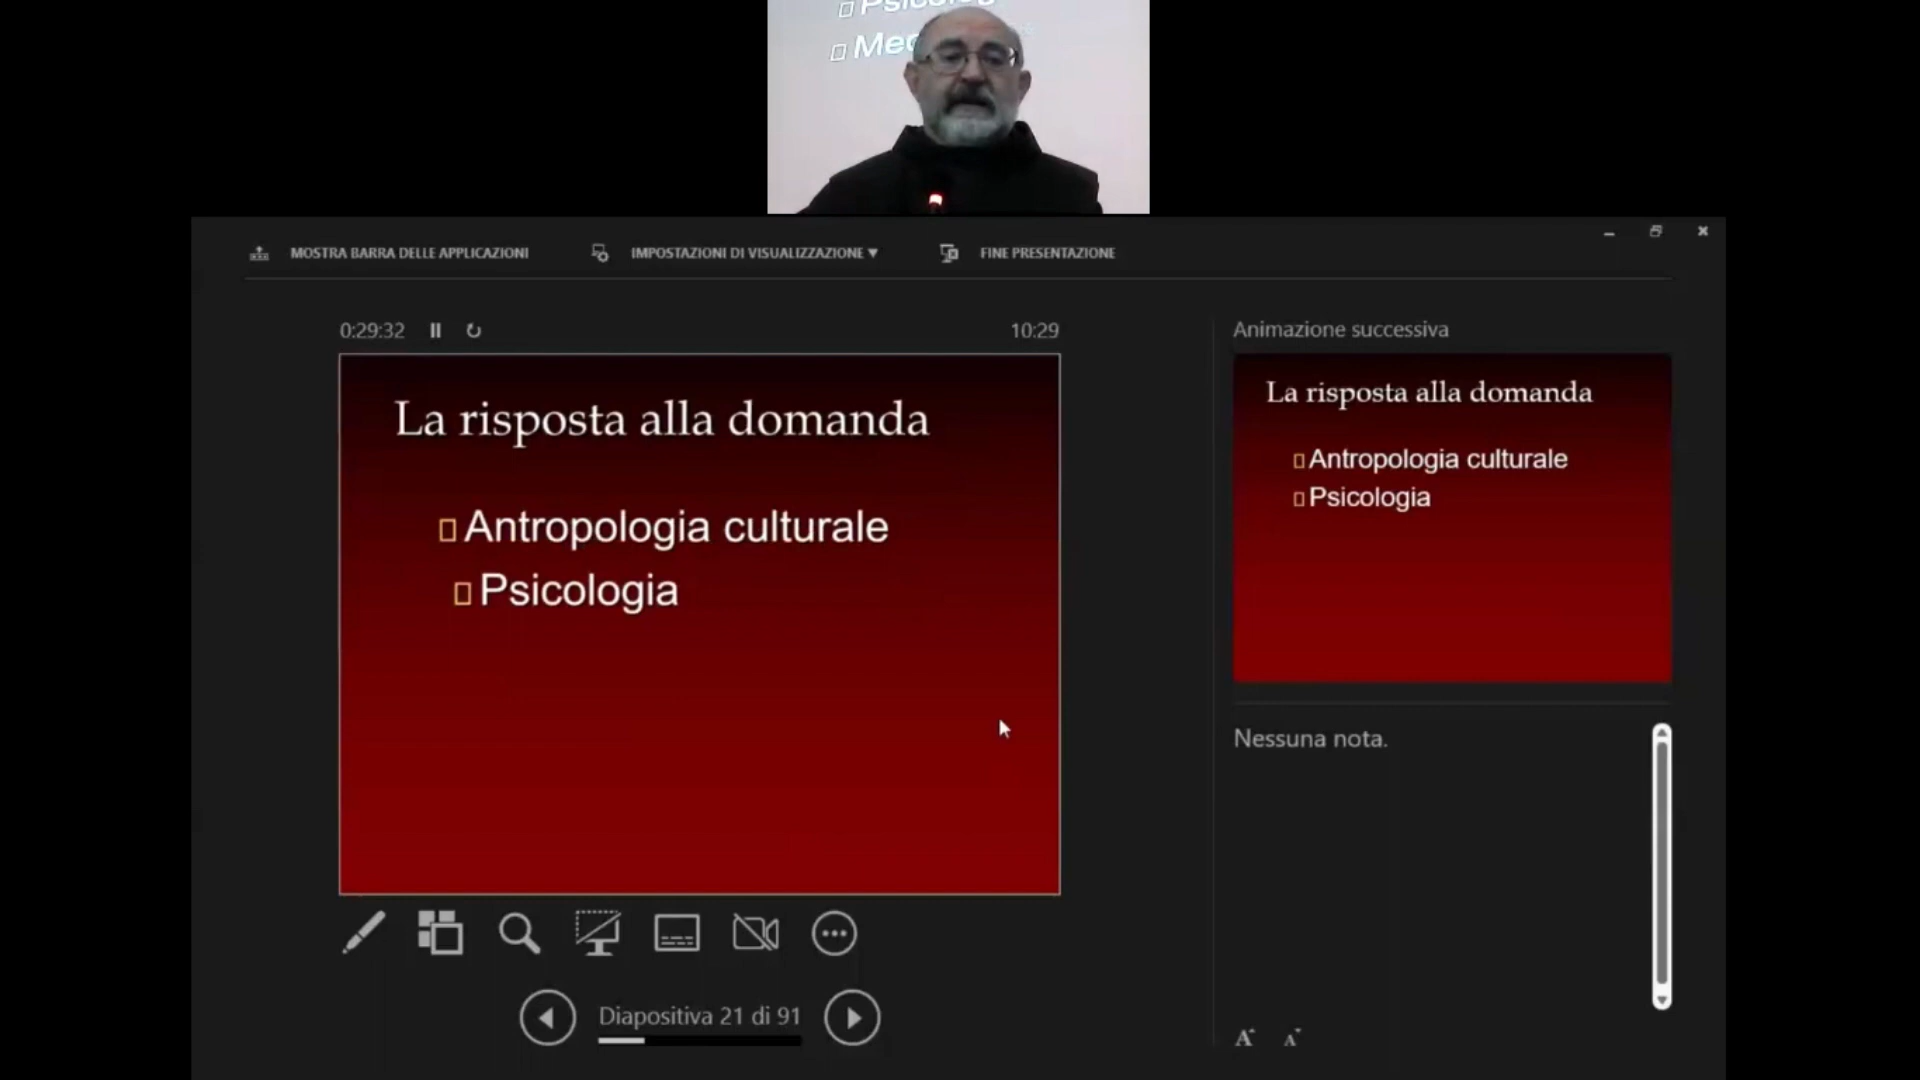 MOSTRA BARRA DELLE APPLICAZIONI
IMPOSTAZIONI DI VISUALIZZAZIONE ▼
FINE PRESENTAZIONE
0:29:32
10:29
La risposta alla domanda
Antropologia culturale
Psicologia
Animazione successiva
La risposta alla domanda
Antropologia culturale
Psicologia
Nessuna nota.
Diapositiva 21 di 91
A A